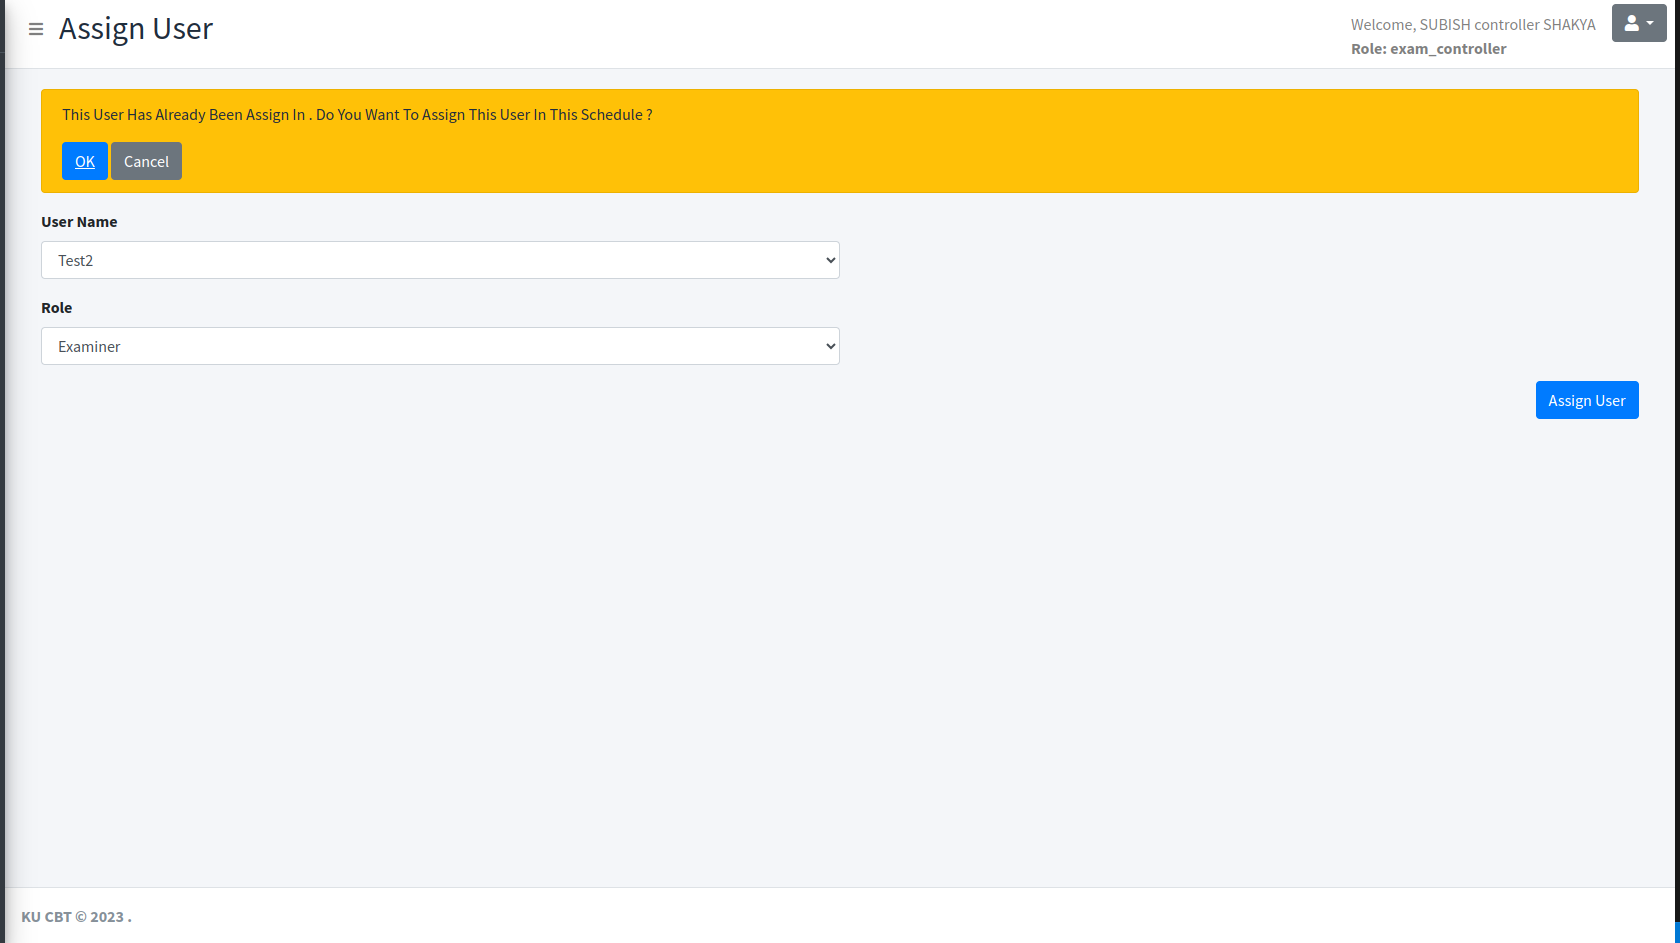 Assign User
Welcome, SUBISH controller SHAKYA
Role: exam_controller
This User Has Already Been Assign In . Do You Want To Assign This User In This Schedule ?
OK Cancel
User Name
Test2
Role
Examiner
Assign User
KU CBT © 2023 .